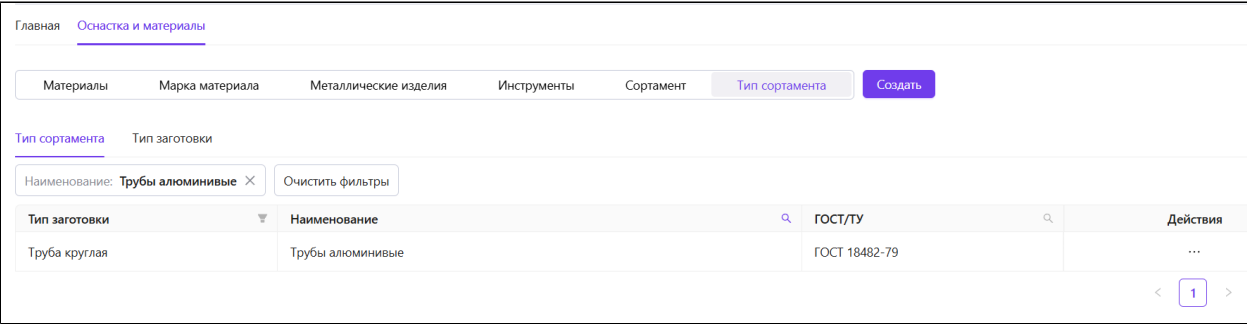 Главная Оснастка и материалы
Материалы Марка материала Металлические изделия Инструменты Сортамент Тип сортамента Создать
Тип сортамента Тип заготовки
Наименование: Трубы алюминивые Очистить фильтры
Тип заготовки Наименование ГОСТ/ТУ Действия
Труба круглая Трубы алюминивые ГОСТ 18482-79 ...
< 1 >